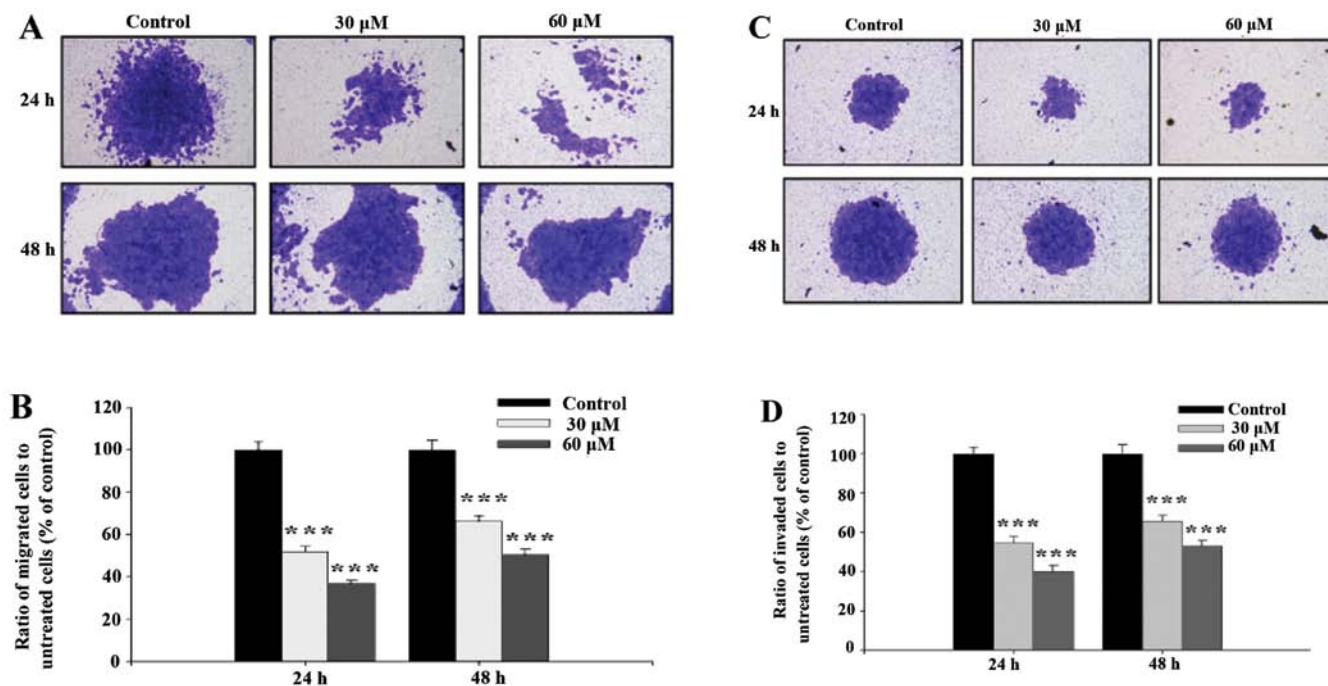 A
Control
30 µM
60 µM
24 h
48 h
B
Ratio of migrated cells to
untreated cells (% of control)
120
100
80
60
40
20
0
Control
30 µM
60 µM
***
***
***
***
24 h
48 h
C
Control
30 µM
60 µM
24 h
48 h
D
Ratio of invaded cells to
untreated cells (% of control)
120
100
80
60
40
20
0
Control
30 µM
60 µM
***
***
***
***
24 h
48 h